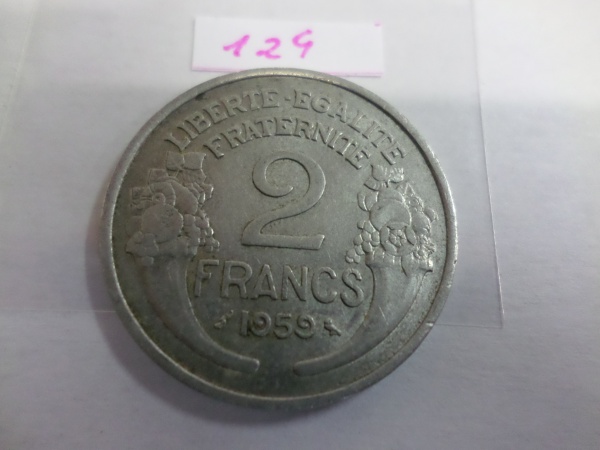 129
LIBERTE-EGALITE
FRATERNITE
2
FRANCS
1959